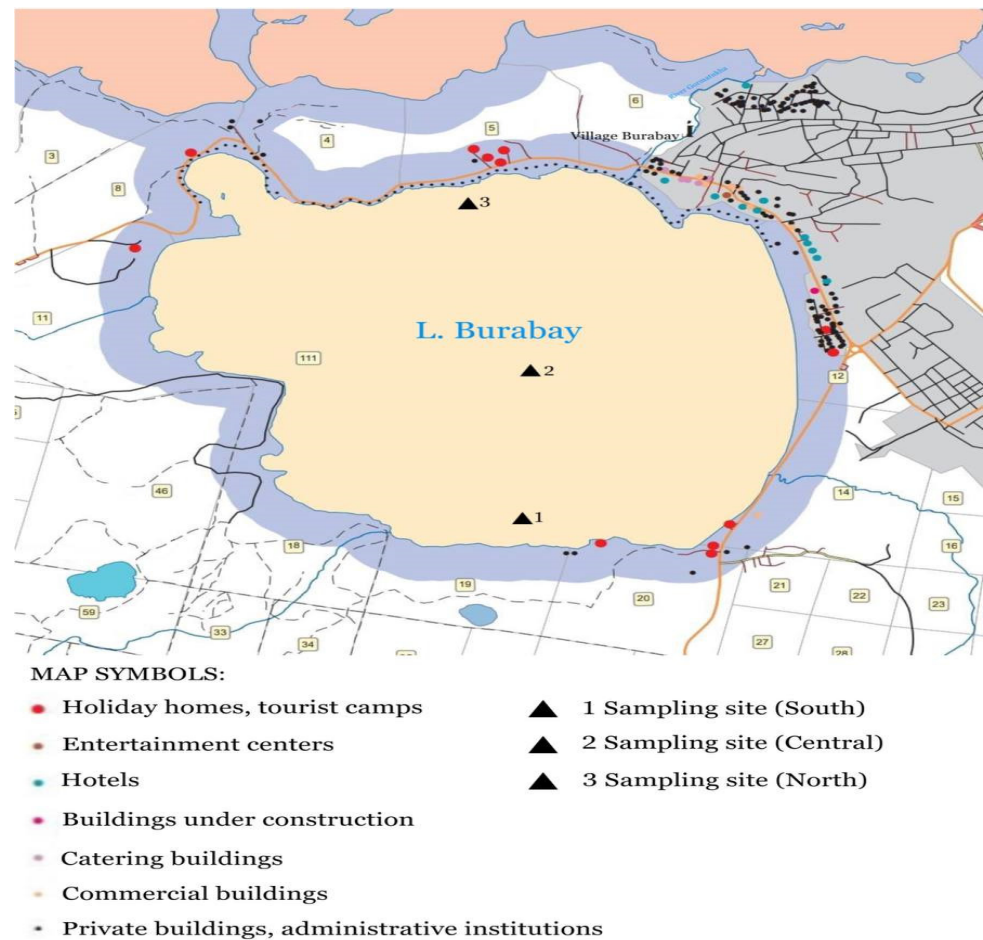 6
5
4
3
Village Burabay
8
3
L. Burabay
11
111
2
12
46
14
15
1
18
16
19
21
59
20
22
23
33
34
27
28
MAP SYMBOLS:
Holiday homes, tourist camps
1 Sampling site (South)
Entertainment centers
2 Sampling site (Central)
Hotels
3 Sampling site (North)
Buildings under construction
Catering buildings
Commercial buildings
Private buildings, administrative institutions